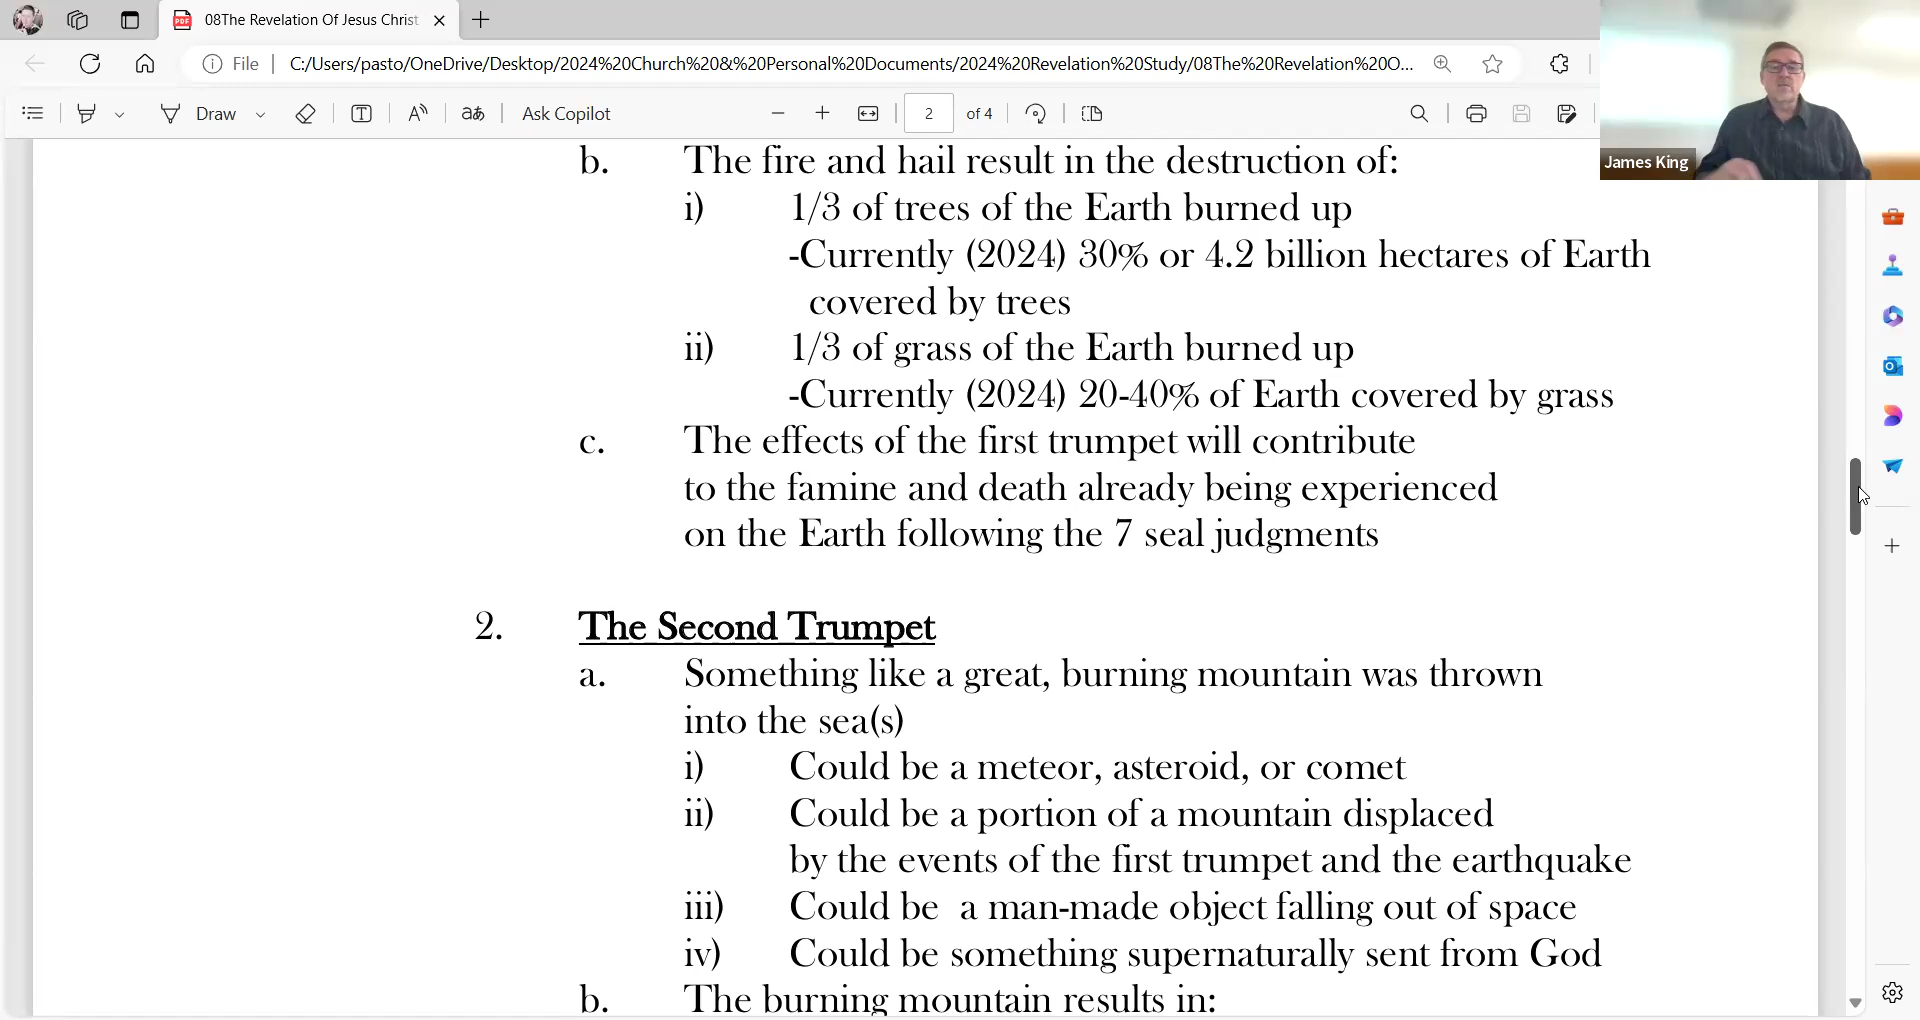 08The Revelation Of Jesus Christ
File
C:/Users/pasto/OneDrive/Desktop/2024%20Church%20&%20Personal%20Documents/2024%20Revelation%20Study/08The%20Revelation%20O...
Draw
T
A
aあ
Ask Copilot
2
of 4
James King
b. The fire and hail result in the destruction of:
i) 1/3 of trees of the Earth burned up
-Currently (2024) 30% or 4.2 billion hectares of Earth
covered by trees
ii) 1/3 of grass of the Earth burned up
-Currently (2024) 20-40% of Earth covered by grass
c. The effects of the first trumpet will contribute
to the famine and death already being experienced
on the Earth following the 7 seal judgments
2. The Second Trumpet
a. Something like a great, burning mountain was thrown
into the sea(s)
i) Could be a meteor, asteroid, or comet
ii) Could be a portion of a mountain displaced
by the events of the first trumpet and the earthquake
iii) Could be  a man-made object falling out of space
iv) Could be something supernaturally sent from God
b. The burning mountain results in: